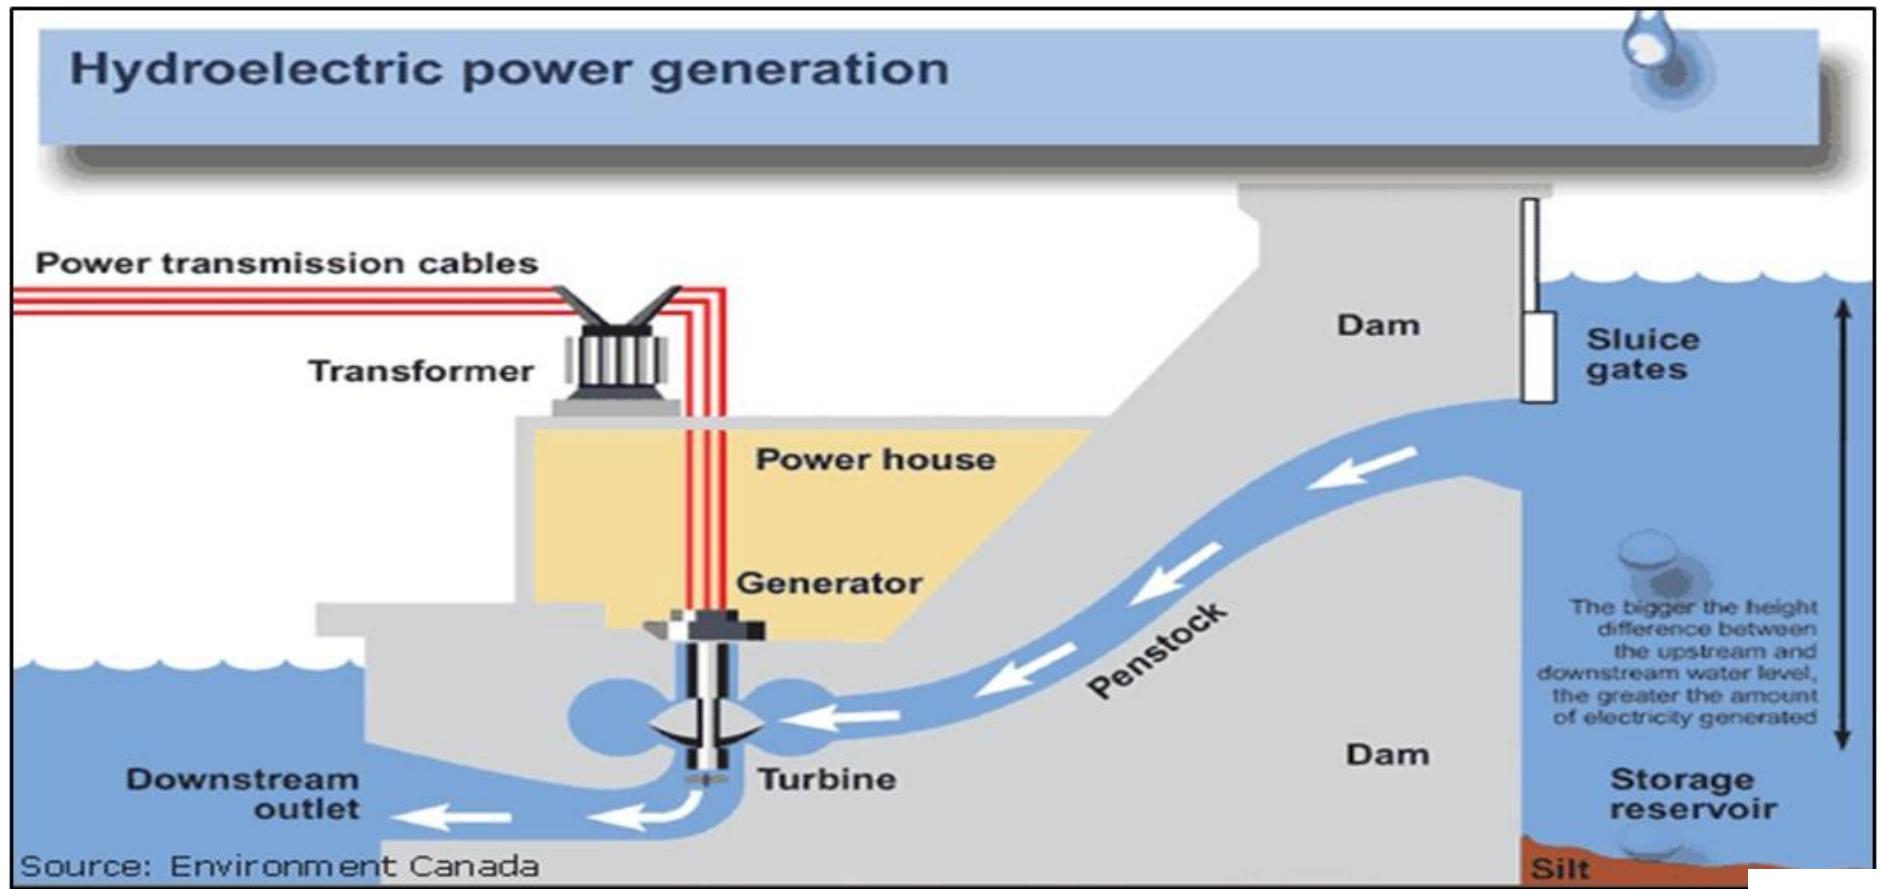 Hydroelectric power generation
Power transmission cables
Transformer
Dam
Sluice
gates
Power house
Generator
Penstock
The bigger the height
difference between
the upstream and
downstream water level,
the greater the amount
of electricity generated
Dam
Turbine
Downstream
outlet
Storage
reservoir
Silt
Source: Environment Canada